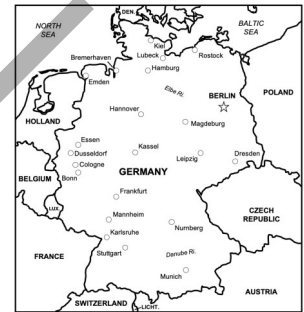 DEN.
NORTH
SEA
BALTIC
SEA
Kiel
Rostock
Lubeck
Bremerhaven
Hamburg
Emden
Elbe Ri.
BERLIN
POLAND
Hannover
HOLLAND
Magdeburg
Essen
Dusseldorf
Kassel
Leipzig
Dresden
Cologne
BELGIUM
Bonn
GERMANY
Frankfurt
LUX.
Mannheim
CZECH
REPUBLIC
Nurnberg
Karlsruhe
FRANCE
Stuttgart
Danube Ri.
Munich
AUSTRIA
SWITZERLAND
LICHT.